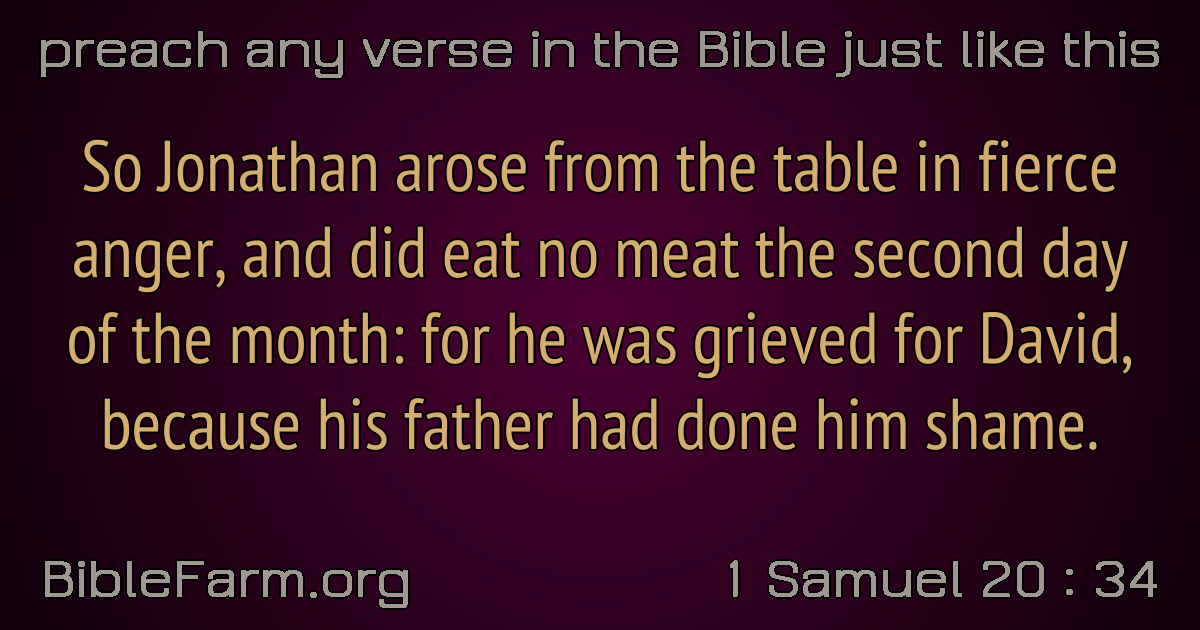 preach any verse in the Bible just like this
So Jonathan arose from the table in fierce
anger, and did eat no meat the second day
of the month: for he was grieved for David,
because his father had done him shame.
BibleFarm.org
1 Samuel 20 : 34